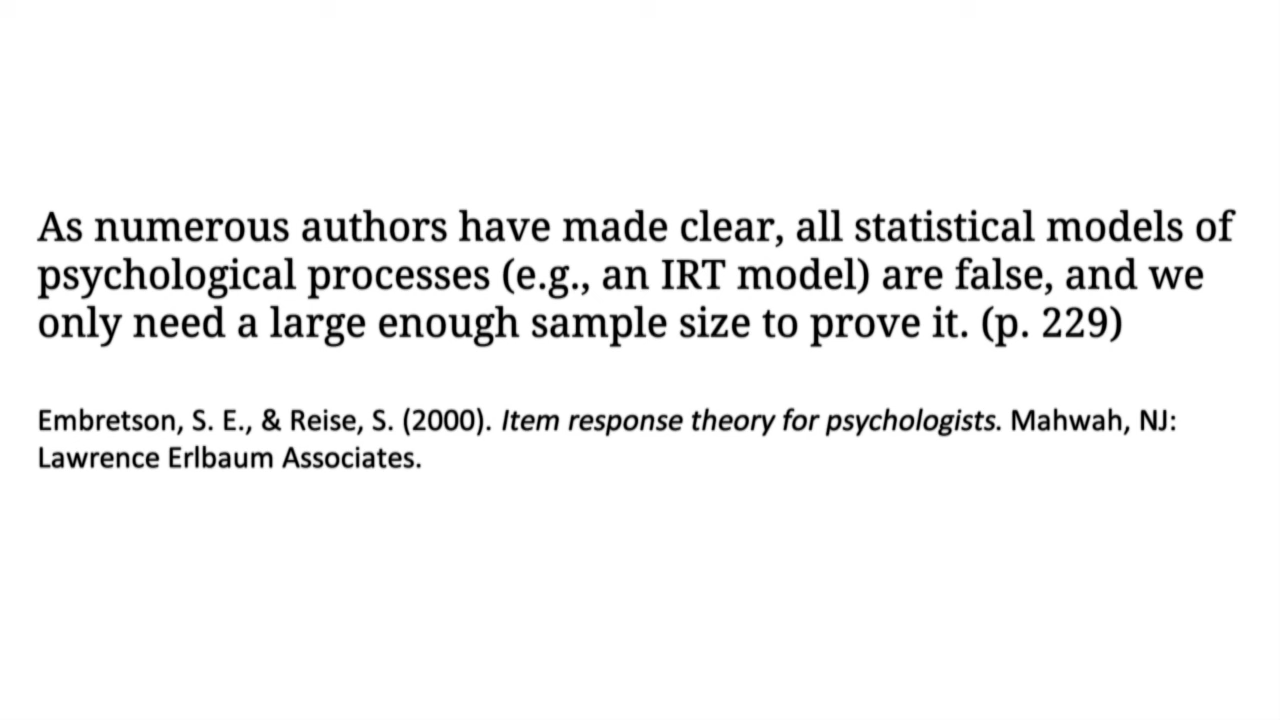 As numerous authors have made clear, all statistical models of
psychological processes (e.g., an IRT model) are false, and we
only need a large enough sample size to prove it. (p. 229)
Embretson, S. E., & Reise, S. (2000). Item response theory for psychologists. Mahwah, NJ:
Lawrence Erlbaum Associates.